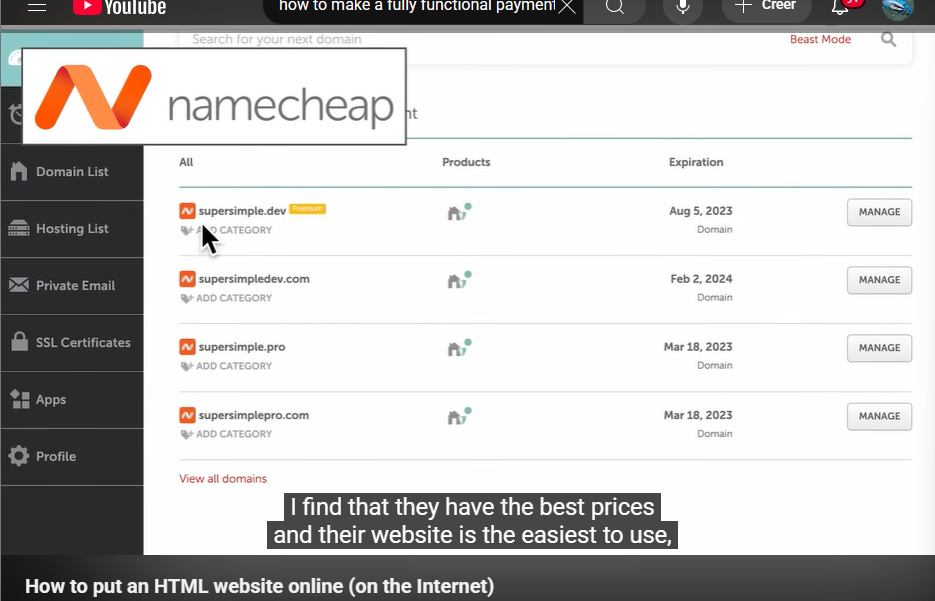 YouTube
how to make a fully functional payment
Créer
Search for your next domain
Beast Mode
namecheap
nt
All Products Expiration
supersimple.dev Premium Aug 5, 2023 MANAGE
ADD CATEGORY Domain
supersimpledev.com Feb 2, 2024 MANAGE
ADD CATEGORY Domain
supersimple.pro Mar 18, 2023 MANAGE
ADD CATEGORY Domain
supersimplepro.com Mar 18, 2023 MANAGE
ADD CATEGORY Domain
View all domains
Domain List
Hosting List
Private Email
SSL Certificates
Apps
Profile
I find that they have the best prices
and their website is the easiest to use,
How to put an HTML website online (on the Internet)